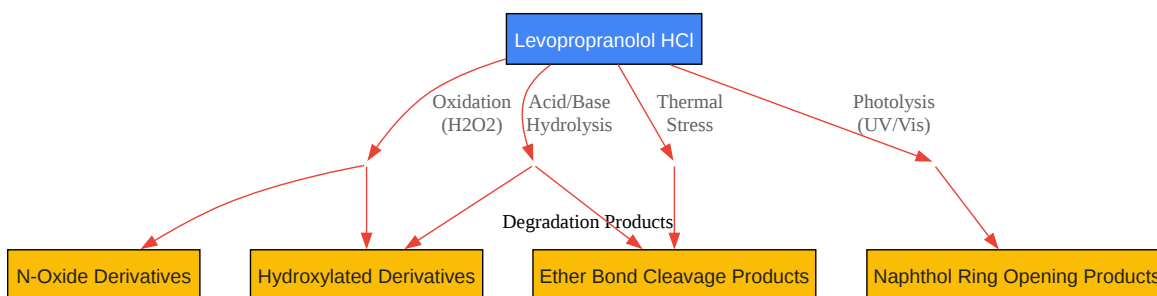 Levopropranolol HCl
Oxidation
(H2O2)
Acid/Base
Hydrolysis
Thermal
Stress
Photolysis
(UV/Vis)
Degradation Products
N-Oxide Derivatives
Hydroxylated Derivatives
Ether Bond Cleavage Products
Naphthol Ring Opening Products